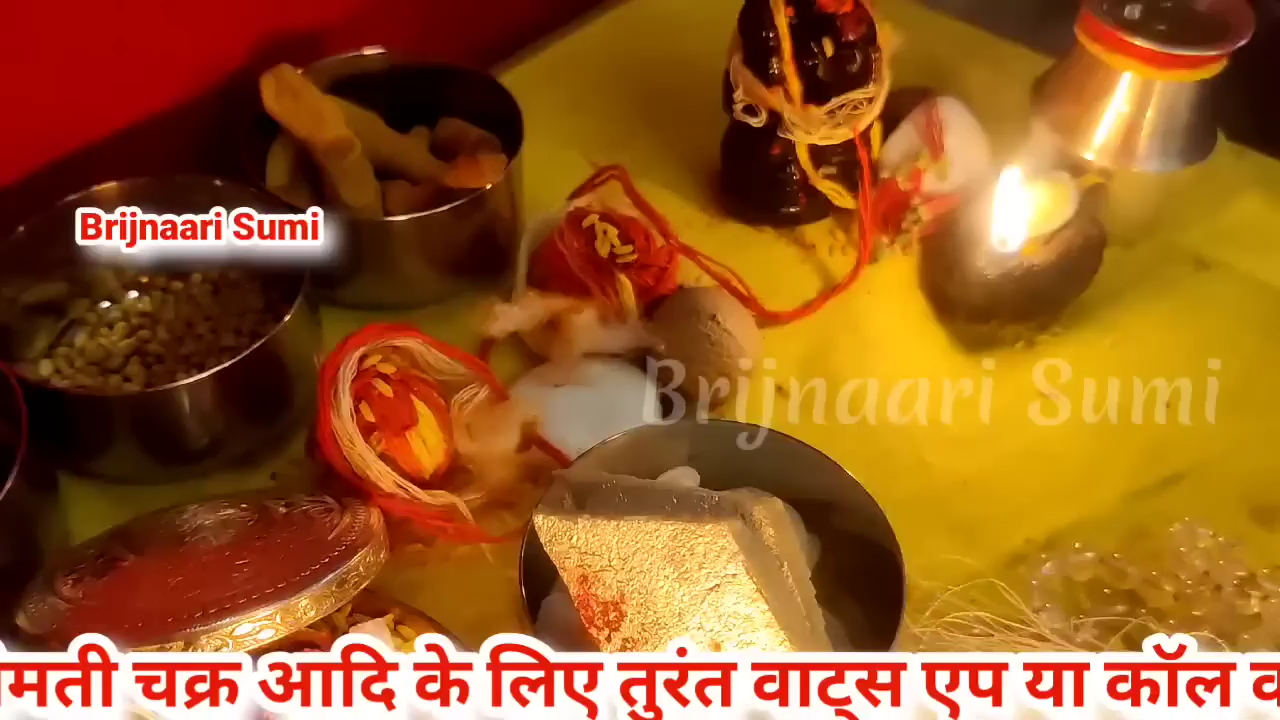 Brijnaari Sumi
Brijnaari Sumi
मती चक्र आदि के लिए तुरंत वाट्स एप या कॉल